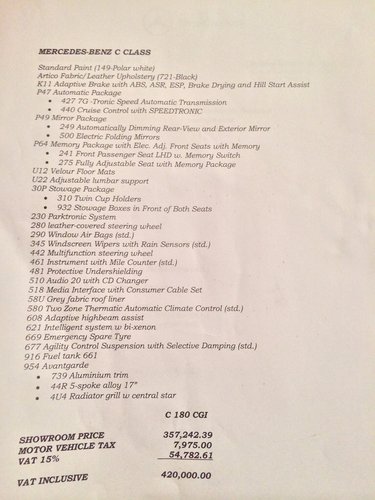 MERCEDES-BENZ C CLASS
Standard Paint (149-Polar white)
Artico Fabric/ Leather Upholstery (721-Black)
K11 Adaptive Brake with ABS, ASR, ESP, Brake Drying and Hill Start Assist
P47 Automatic Package
• 427 7G -Tronic Speed Automatic Transmission
• 440 Cruise Control with SPEEDTRONIC
P49 Mirror Package
• 249 Automatically Dimming Rear-View and Exterior Mirror
• 500 Electric Folding Mirrors
P64 Memory Package with Elec. Adj. Front Seats with Memory
• 241 Front Passenger Seat LHD w. Memory Switch
• 275 Fully Adjustable Seat with Memory Package
U12 Velour Floor Mats
U22 Adjustable lumbar support
30P Stowage Package
• 310 Twin Cup Holders
• 932 Stowage Boxes in Front of Both Seats
230 Parktronic System
280 leather-covered steering wheel
290 Window Air Bags (std.)
345 Windscreen Wipers with Rain Sensors (std.)
442 Multifunction steering wheel
461 Instrument with Mile Counter (std.)
481 Protective Undershielding
510 Audio 20 with CD Changer
518 Media Interface with Consumer Cable Set
58U Grey fabric roof liner
580 Two Zone Thermatic Automatic Climate Control (std.)
608 Adaptive highbeam assist
621 Intelligent system w bi-xenon
669 Emergency Spare Tyre
677 Agility Control Suspension with Selective Damping (std.)
916 Fuel tank 66l
954 Avantgarde
• 739 Aluminium trim
• 44R 5-spoke alloy 17"
• 4U4 Radiator grill w central star
C 180 CGI
SHOWROOM PRICE 357,242.39
MOTOR VEHICLE TAX 7,975.00
VAT 15% 54,782.61
VAT INCLUSIVE 420,000.00